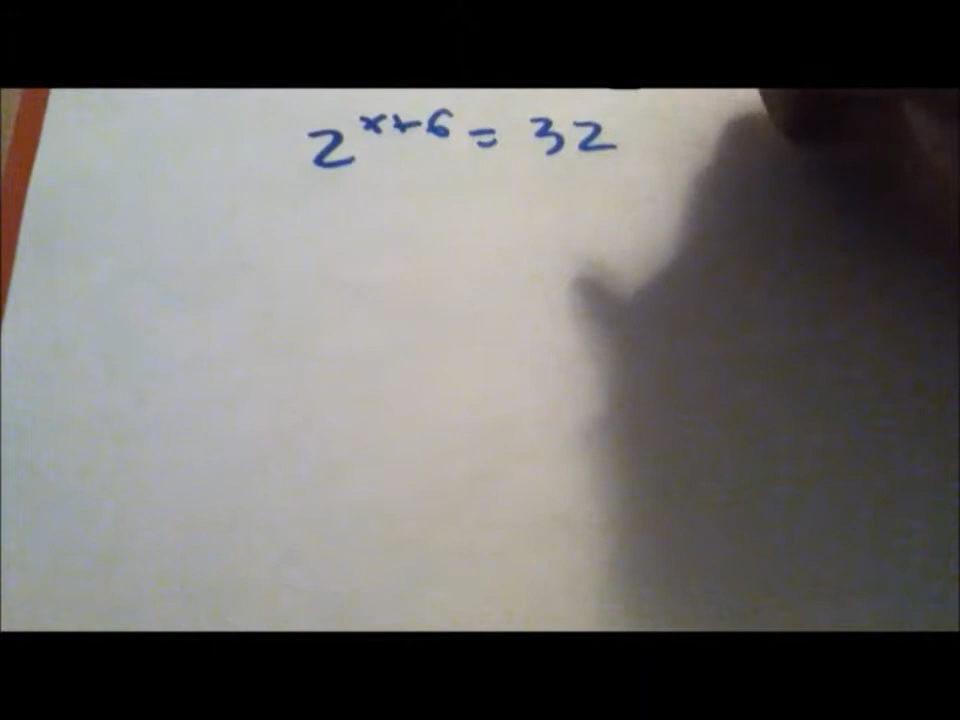 2^{x+6} = 32